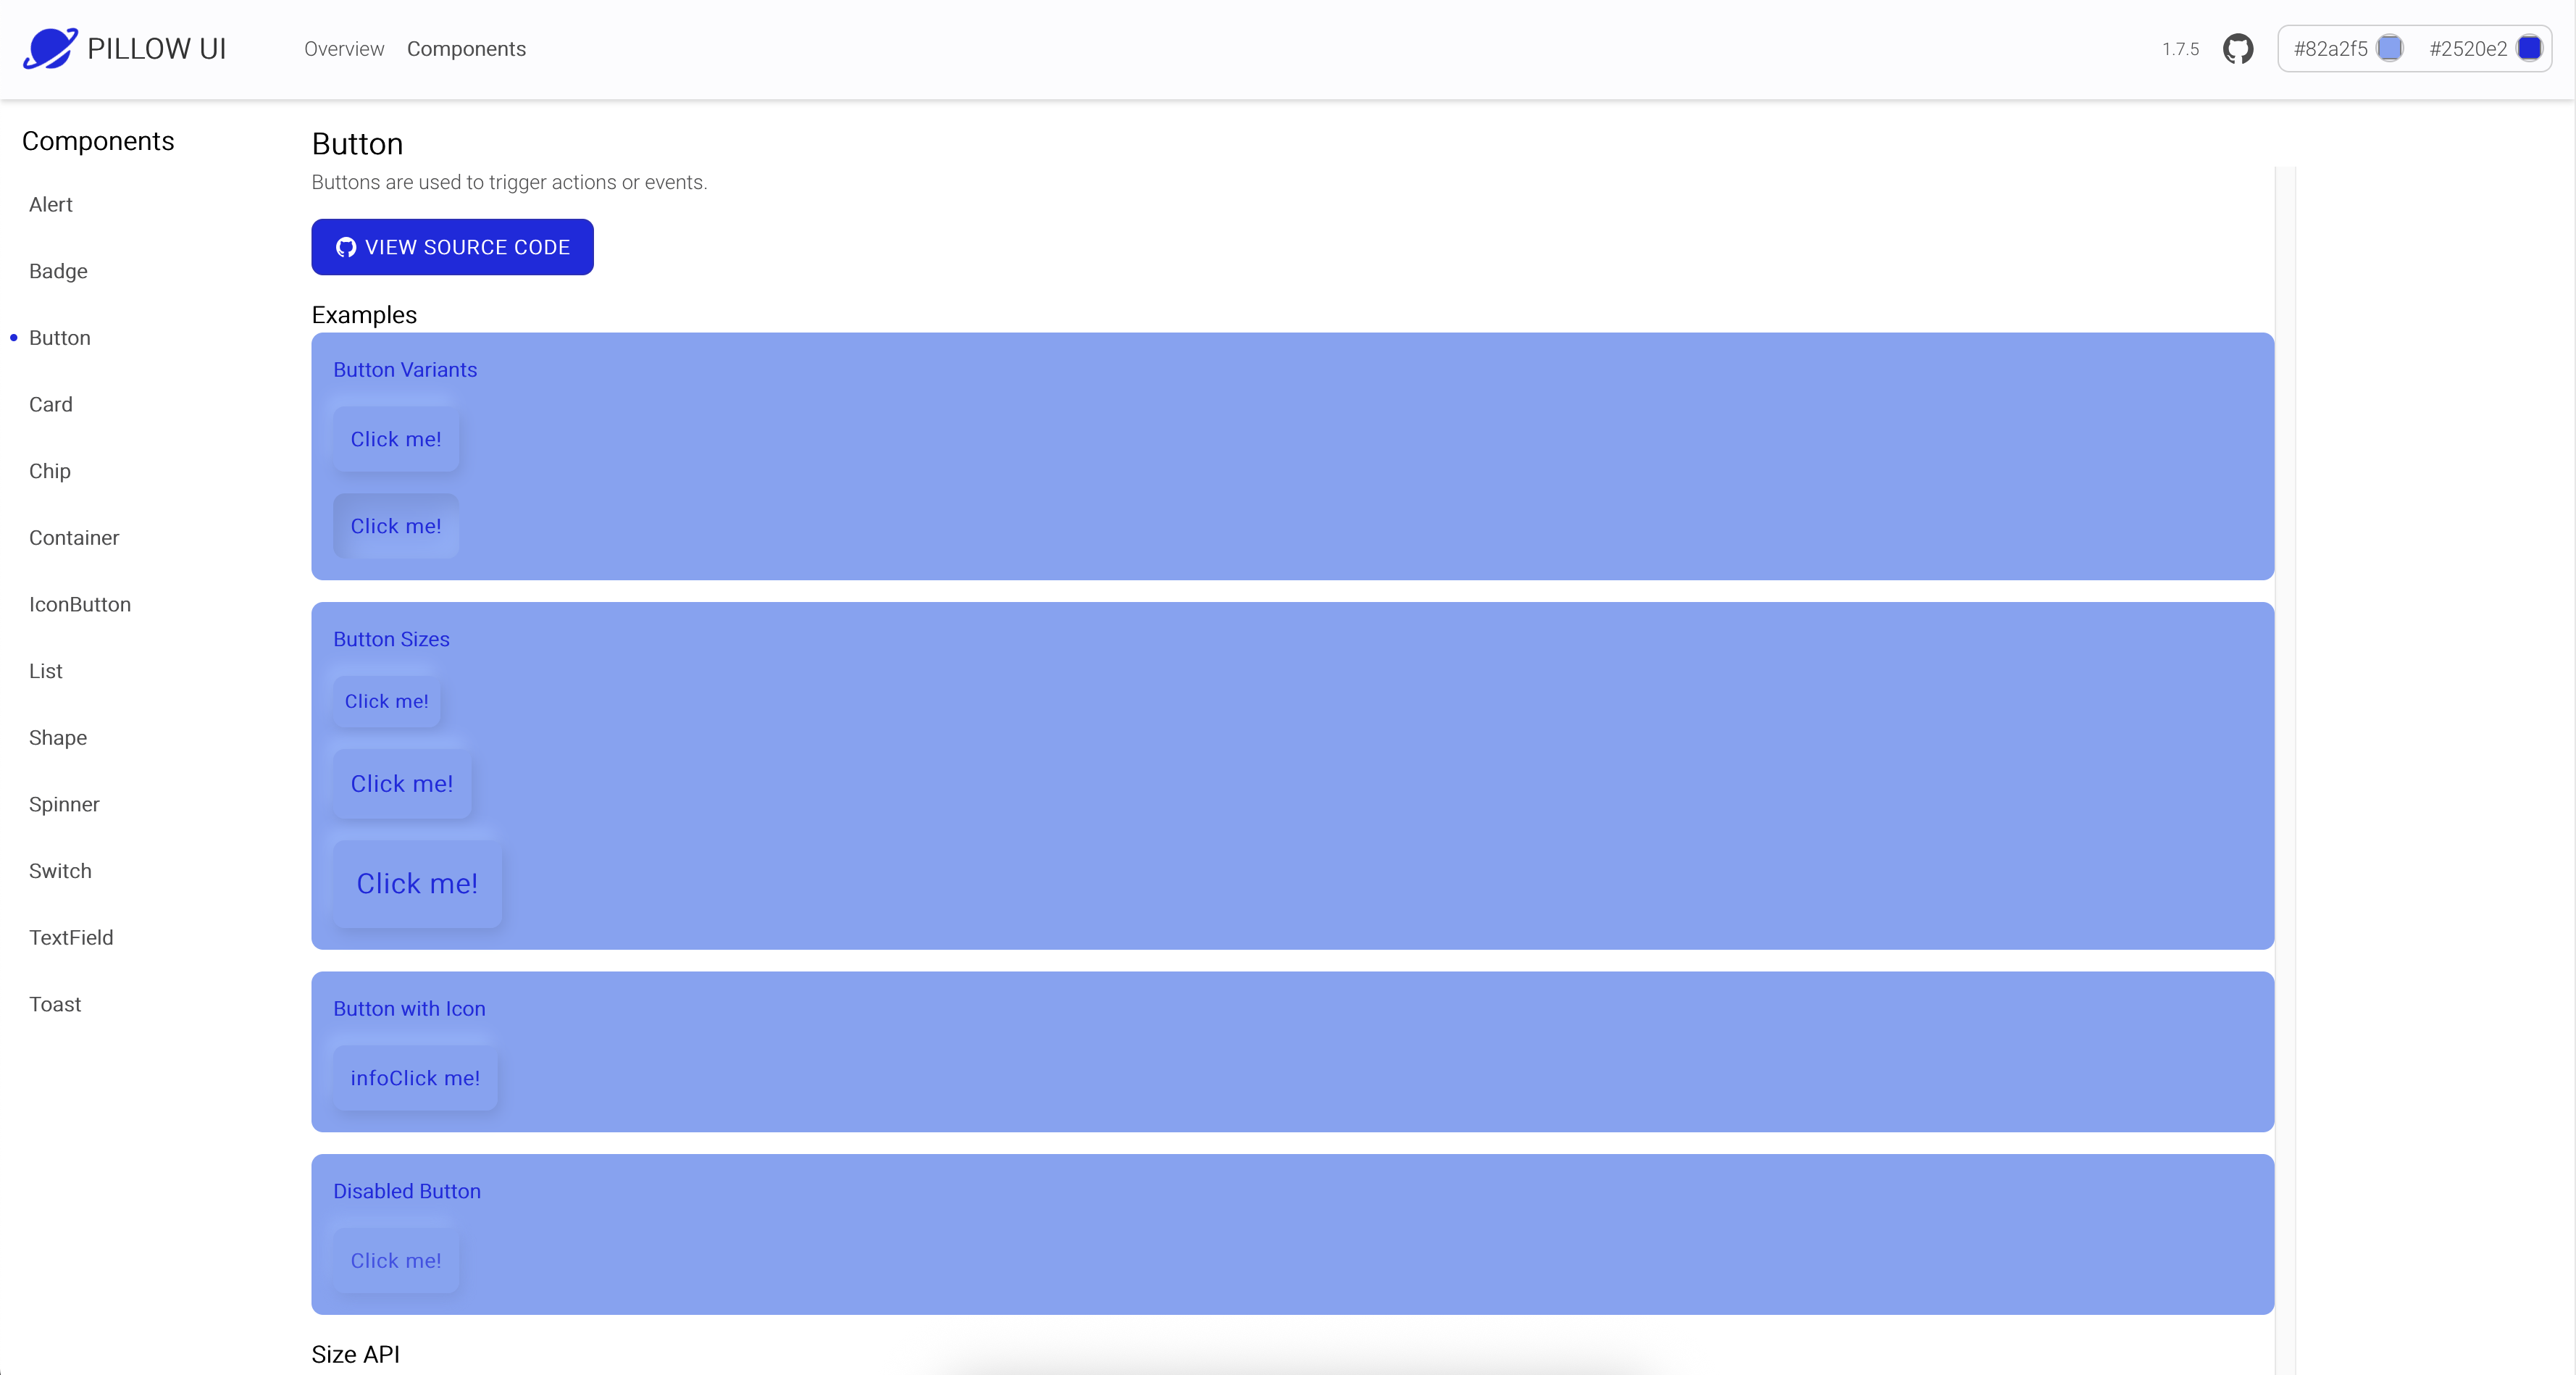 PILLOW UI
Overview
Components
1.7.5
#82a2f5
#2520e2
Components
Alert
Badge
Button
Card
Chip
Container
IconButton
List
Shape
Spinner
Switch
TextField
Toast
Button
Buttons are used to trigger actions or events.
VIEW SOURCE CODE
Examples
Button Variants
Click me!
Click me!
Button Sizes
Click me!
Click me!
Click me!
Button with Icon
infoClick me!
Disabled Button
Click me!
Size API